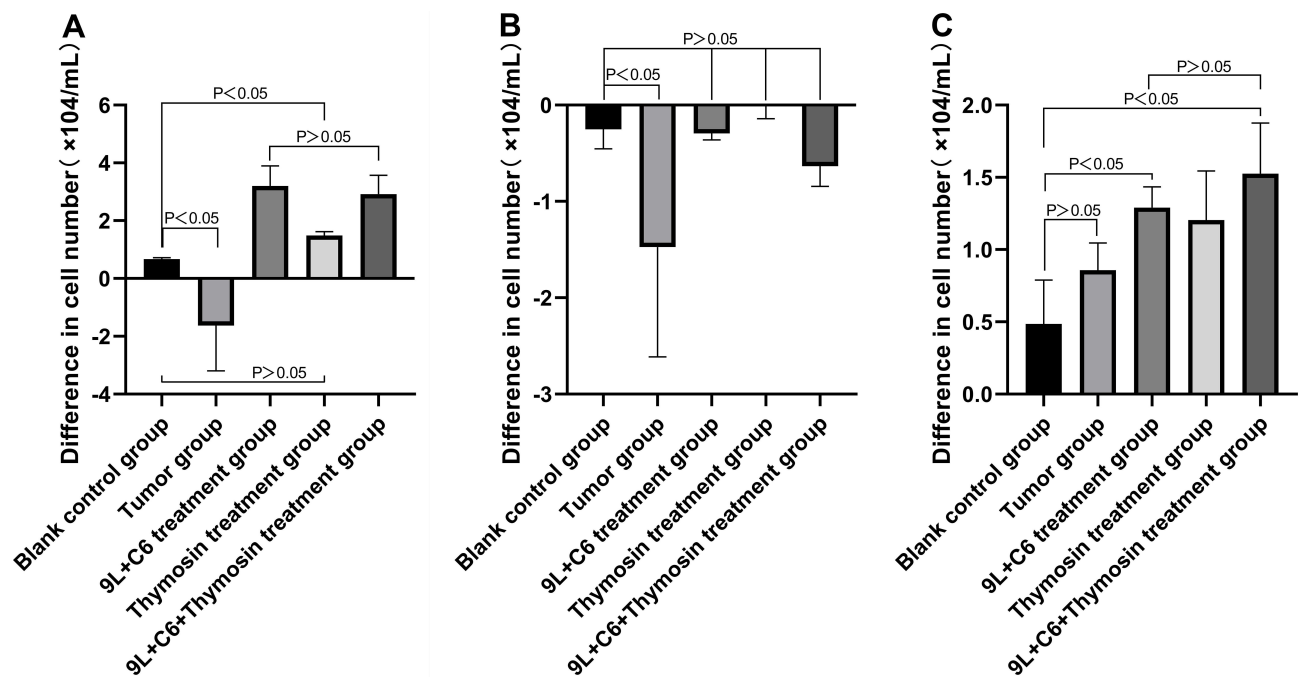 A
Difference in cell number( ×104/mL)
6
4
2
0
-2
-4
P<0.05
P>0.05
P<0.05
P>0.05
Blank control group
Tumor group
9L+C6 treatment group
Thymosin treatment group
9L+C6+Thymosin treatment group
B
Difference in cell number( ×104/mL)
0
-1
-2
-3
P>0.05
P<0.05
Blank control group
Tumor group
9L+C6 treatment group
Thymosin treatment group
9L+C6+Thymosin treatment group
C
Difference in cell number( ×104/mL)
2.0
1.5
1.0
0.5
0.0
P>0.05
P<0.05
P<0.05
P>0.05
Blank control group
Tumor group
9L+C6 treatment group
Thymosin treatment group
9L+C6+Thymosin treatment group